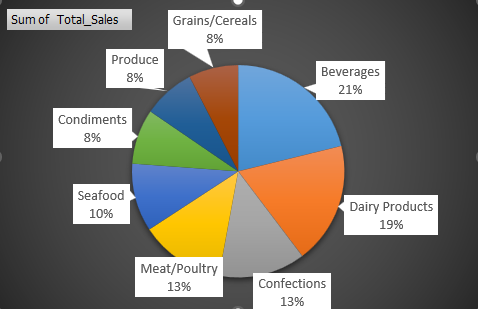 Sum of Total_Sales
Grains/Cereals
8%
Beverages
21%
Dairy Products
19%
Confections
13%
Meat/Poultry
13%
Seafood
10%
Condiments
8%
Produce
8%